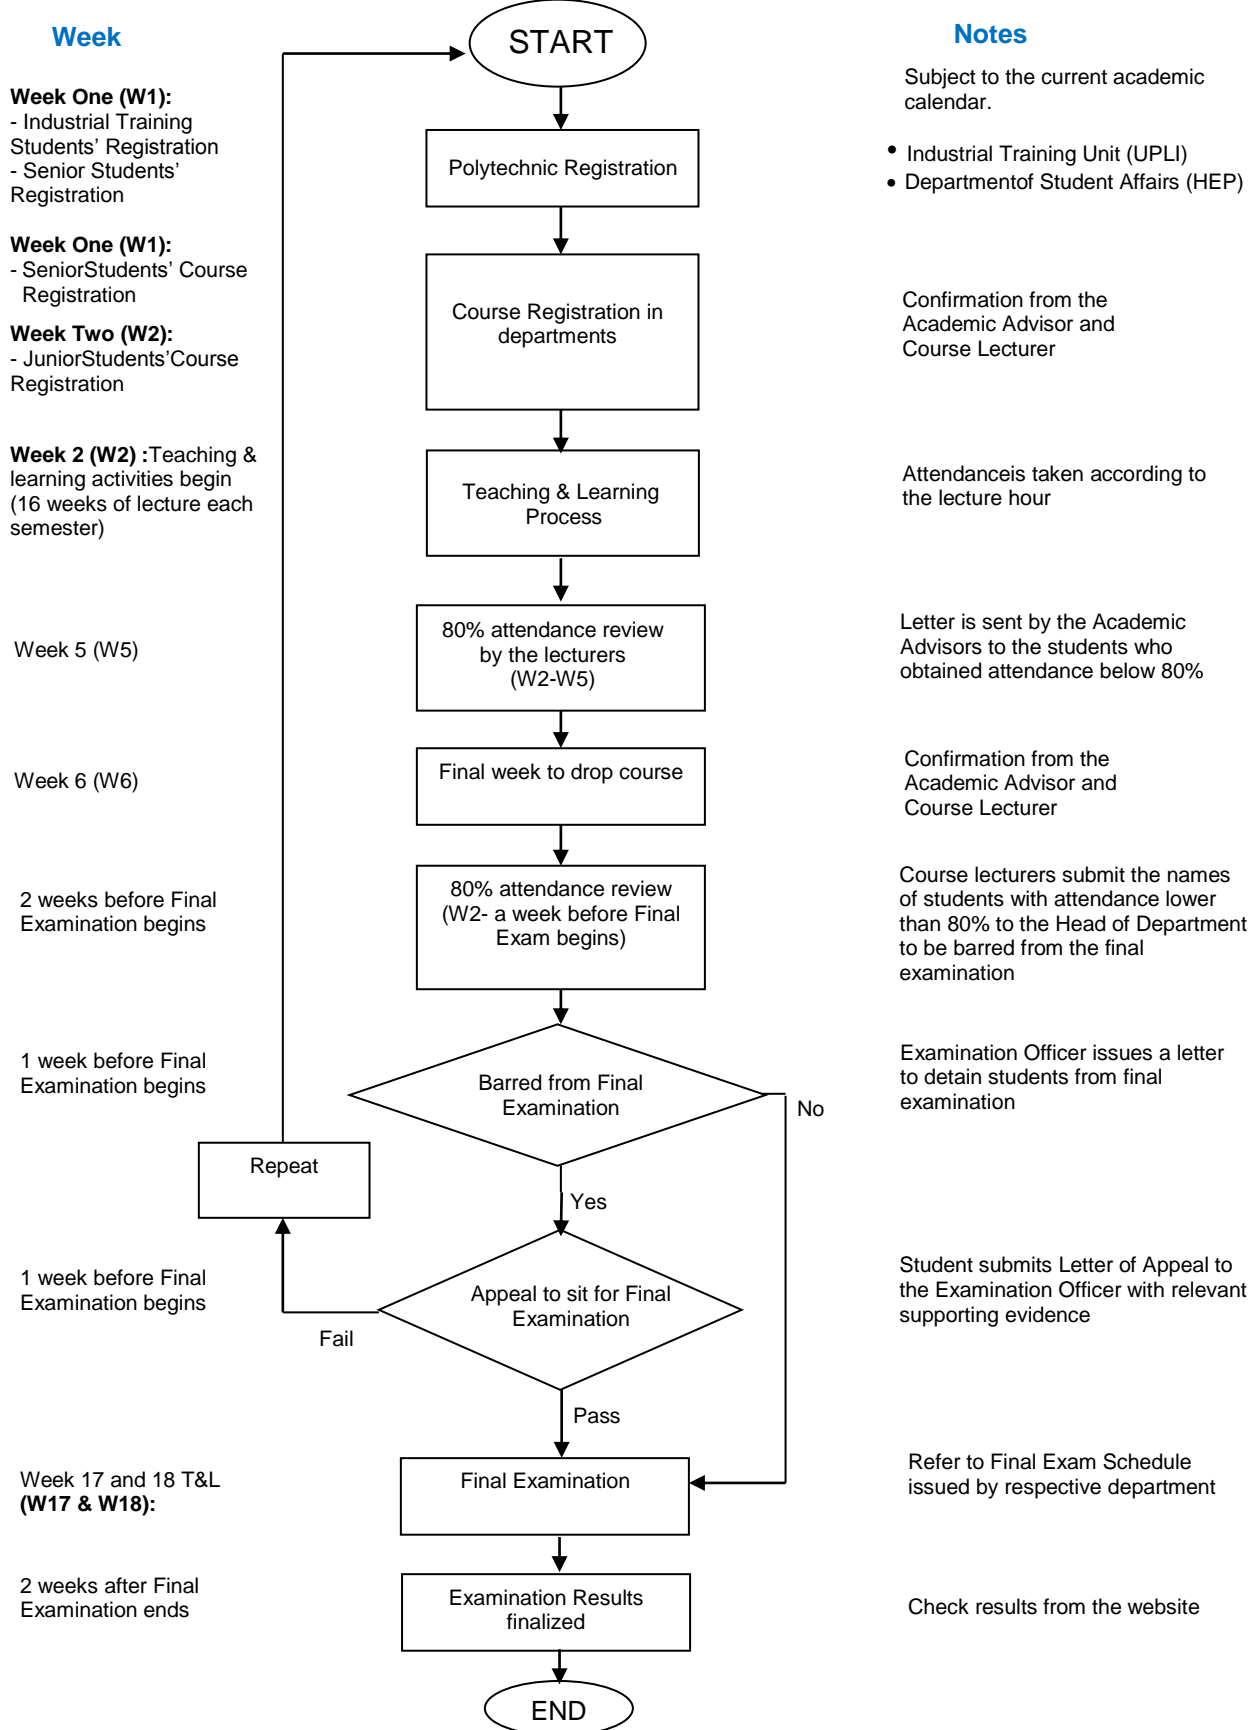 Week
START
Notes
Week One (W1):
- Industrial Training
Students’ Registration
- Senior Students’
Registration
Polytechnic Registration
Subject to the current academic
calendar.
• Industrial Training Unit (UPLI)
• Departmentof Student Affairs (HEP)
Week One (W1):
- SeniorStudents’ Course
Registration
Week Two (W2):
- JuniorStudents’Course
Registration
Course Registration in
departments
Confirmation from the
Academic Advisor and
Course Lecturer
Week 2 (W2) :Teaching &
learning activities begin
(16 weeks of lecture each
semester)
Teaching & Learning
Process
Attendanceis taken according to
the lecture hour
Week 5 (W5)
80% attendance review
by the lecturers
(W2-W5)
Letter is sent by the Academic
Advisors to the students who
obtained attendance below 80%
Week 6 (W6)
Final week to drop course
Confirmation from the
Academic Advisor and
Course Lecturer
2 weeks before Final
Examination begins
80% attendance review
(W2- a week before Final
Exam begins)
Course lecturers submit the names
of students with attendance lower
than 80% to the Head of Department
to be barred from the final
examination
1 week before Final
Examination begins
Barred from Final
Examination
No
Examination Officer issues a letter
to detain students from final
examination
Repeat
Yes
1 week before Final
Examination begins
Appeal to sit for Final
Examination
Fail
Student submits Letter of Appeal to
the Examination Officer with relevant
supporting evidence
Pass
Week 17 and 18 T&L
(W17 & W18):
Final Examination
Refer to Final Exam Schedule
issued by respective department
2 weeks after Final
Examination ends
Examination Results
finalized
Check results from the website
END